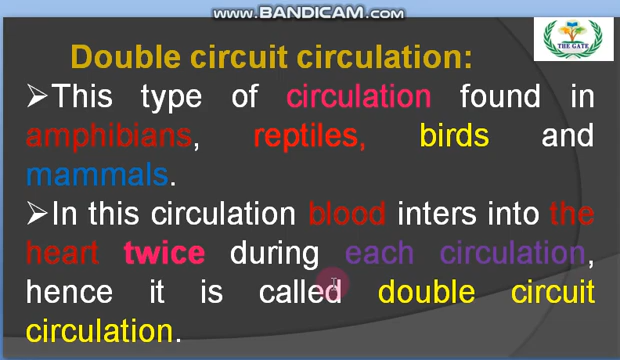 www.BANDICAM.com
THE GATE
Double circuit circulation:
➢This type of circulation found in
amphibians, reptiles, birds and
mammals.
➢In this circulation blood inters into the
heart twice during each circulation,
hence it is called double circuit
circulation.